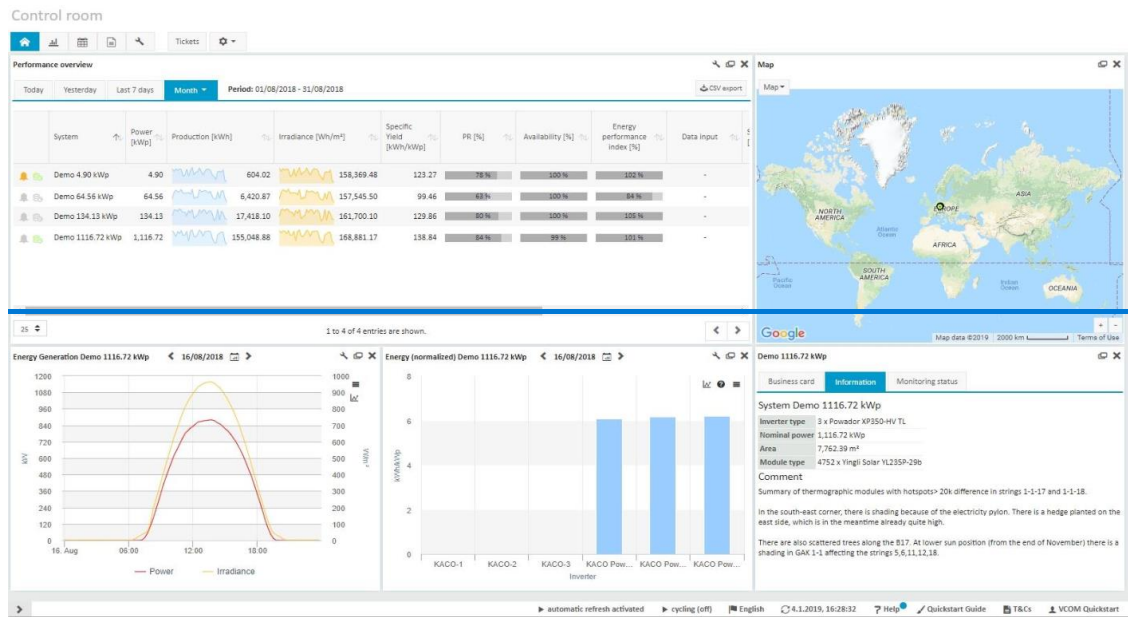 Control room
Tickets
Performance overview
Today Yesterday Last 7 days Month Period: 01/08/2018 - 31/08/2018 CSV export
System Power [kWp] Production [kWh] Irradiance [Wh/m²] Specific Yield [kWh/kWp] PR [%] Availability [%] Energy performance index [%] Data input
Demo 4.90 kWp 4.90 604.02 158,369.48 123.27 78 % 100 % 102 % -
Demo 64.56 kWp 64.56 6,420.87 157,545.50 99.46 63 % 100 % 84 % -
Demo 134.13 kWp 134.13 17,418.10 161,700.10 129.86 80 % 100 % 105 % -
Demo 1116.72 kWp 1,116.72 155,048.88 168,881.17 138.84 84 % 99 % 101 % -
25 1 to 4 of 4 entries are shown.
Map
Map
NORTH AMERICA
EUROPE
ASIA
Atlantic Ocean
AFRICA
SOUTH AMERICA
Pacific Ocean
Indian Ocean
OCEANIA
+ -
Google Map data ©2019 2000 km Terms of Use
Energy Generation Demo 1116.72 kWp 16/08/2018
1200 1000
1080 900
960 800
840 700
720 600
600 500
480 400
360 300
240 200
120 100
0 0
kW
W/m²
16. Aug 06:00 12:00 18:00
Power Irradiance
Energy (normalized) Demo 1116.72 kWp 16/08/2018
8
6
4
2
0
kWh/kWp
KACO-1 KACO-2 KACO-3 KACO Pow... KACO Pow... KACO Pow...
Inverter
Demo 1116.72 kWp
Business card Information Monitoring status
System Demo 1116.72 kWp
Inverter type 3 x Powador XP350-HV TL
Nominal power 1,116.72 kWp
Area 7,762.39 m²
Module type 4752 x Yingli Solar YL235P-29b
Comment
Summary of thermographic modules with hotspots> 20k difference in strings 1-1-17 and 1-1-18.
In the south-east corner, there is shading because of the electricity pylon. There is a hedge planted on the
east side, which is in the meantime already quite high.
There are also scattered trees along the B17. At lower sun position (from the end of November) there is a
shading in GAK 1-1 affecting the strings 5,6,11,12,18.
automatic refresh activated cycling (off) English 4.1.2019, 16:28:32 Help Quickstart Guide T&Cs VCOM Quickstart